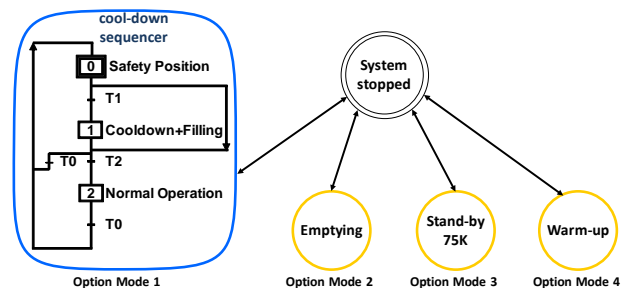 cool-down
sequencer
0 Safety Position
T1
1 Cooldown+Filling
T0 T2
2 Normal Operation
T0
Option Mode 1
System
stopped
Emptying
Option Mode 2
Stand-by
75K
Option Mode 3
Warm-up
Option Mode 4